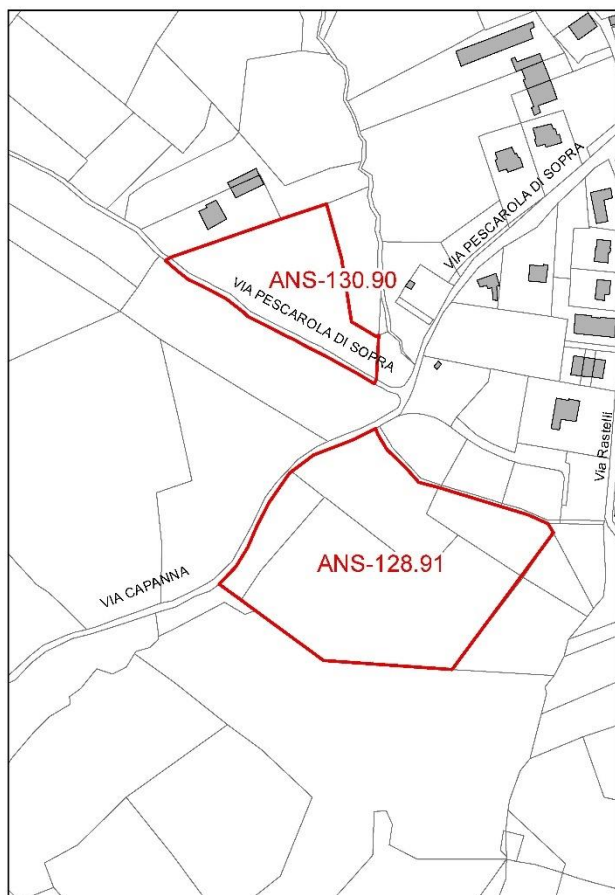 VIA PESCAROLA DI SOPRA
ANS-130.90
VIA PESCAROLA DI SOPRA
Via Rastelli
ANS-128.91
VIA CAPANNA